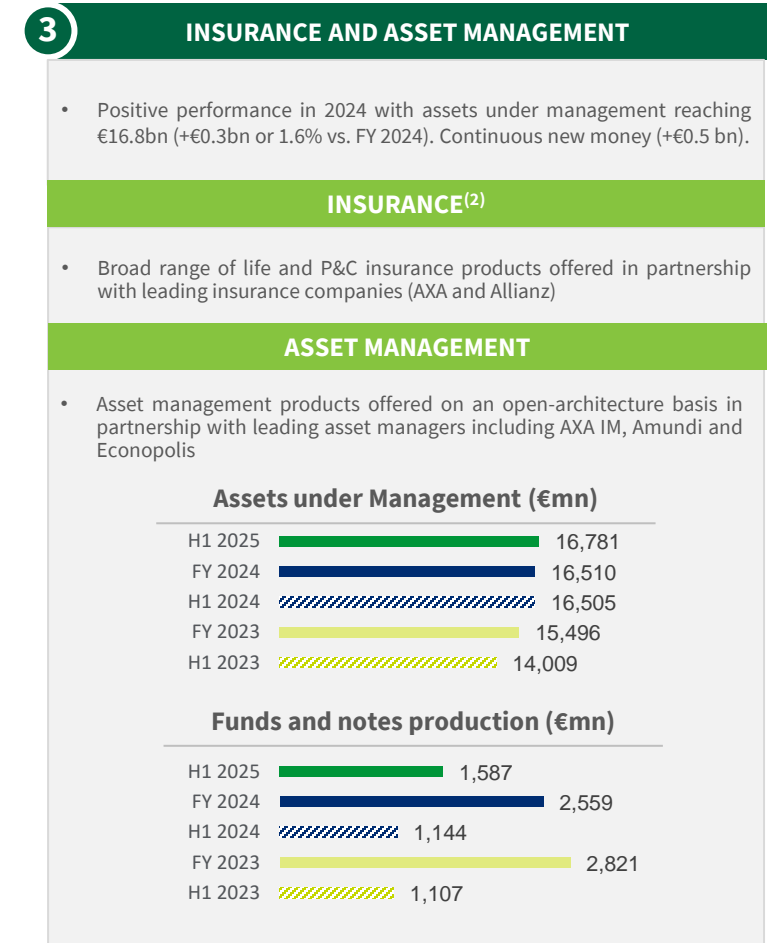 3
INSURANCE AND ASSET MANAGEMENT
• Positive performance in 2024 with assets under management reaching
€16.8bn (+€0.3bn or 1.6% vs. FY 2024). Continuous new money (+€0.5 bn).
INSURANCE(2)
• Broad range of life and P&C insurance products offered in partnership
with leading insurance companies (AXA and Allianz)
ASSET MANAGEMENT
• Asset management products offered on an open-architecture basis in
partnership with leading asset managers including AXA IM, Amundi and
Econopolis
Assets under Management (€mn)
H1 2025 16,781
FY 2024 16,510
H1 2024 16,505
FY 2023 15,496
H1 2023 14,009
Funds and notes production (€mn)
H1 2025 1,587
FY 2024 2,559
H1 2024 1,144
FY 2023 2,821
H1 2023 1,107